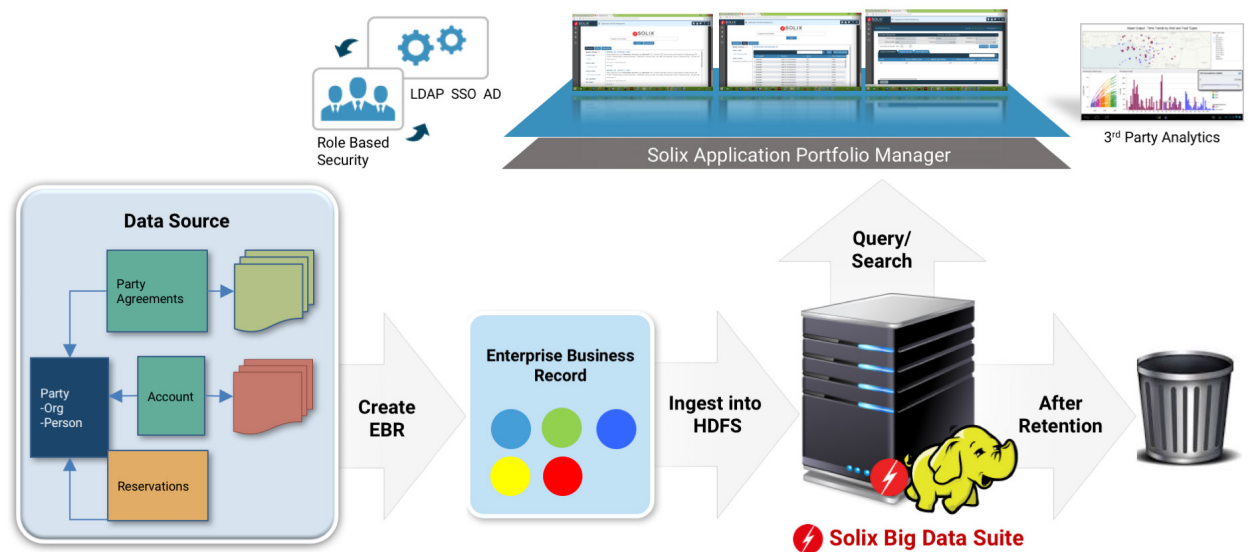 SOLIX
SOLIX
LDAP SSO AD
Role Based
Security
Solix Application Portfolio Manager
3rd Party Analytics
Data Source
Party
Agreements
Party
-Org
-Person
Account
Reservations
Create
EBR
Enterprise Business
Record
Ingest into
HDFS
Query/
Search
After
Retention
Solix Big Data Suite